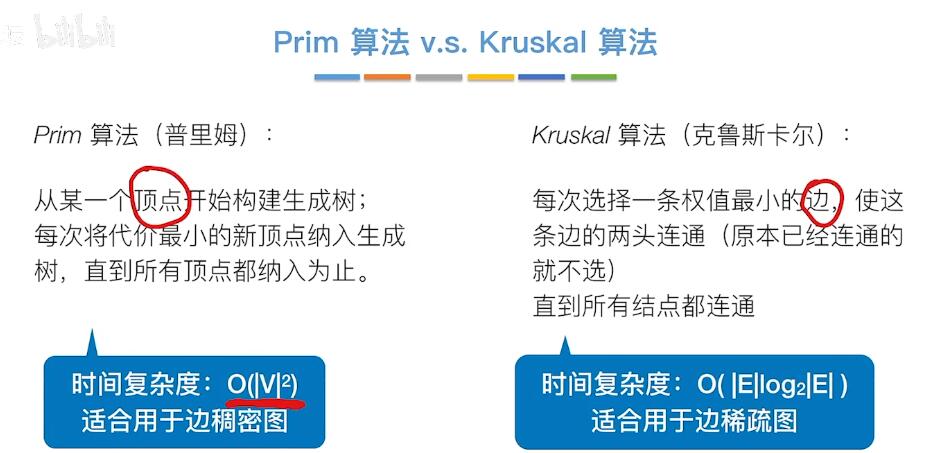 bilibili
Prim 算法 v.s. Kruskal 算法
Prim 算法（普里姆）：
从某一个顶点开始构建生成树；
每次将代价最小的新顶点纳入生成
树，直到所有顶点都纳入为止。
时间复杂度：O(|V|²)
适合用于边稠密图
Kruskal 算法（克鲁斯卡尔）：
每次选择一条权值最小的边，使这
条边的两头连通（原本已经连通的
就不选）
直到所有结点都连通
时间复杂度：O( |E|log₂|E| )
适合用于边稀疏图